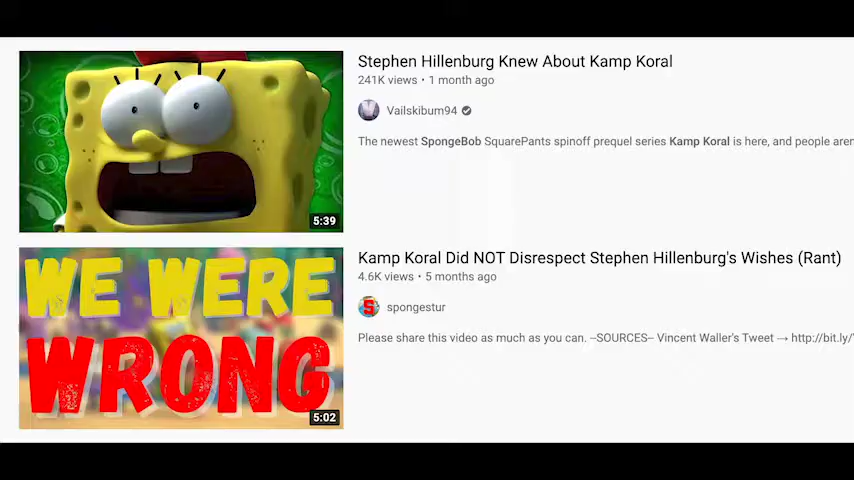 Stephen Hillenburg Knew About Kamp Koral
241K views • 1 month ago
Vailskibum94
The newest SpongeBob SquarePants spinoff prequel series Kamp Koral is here, and people aren
5:39
Kamp Koral Did NOT Disrespect Stephen Hillenburg's Wishes (Rant)
4.6K views • 5 months ago
S spongestur
Please share this video as much as you can. --SOURCES-- Vincent Waller's Tweet → http://bit.ly/
WE WERE
WRONG
5:02